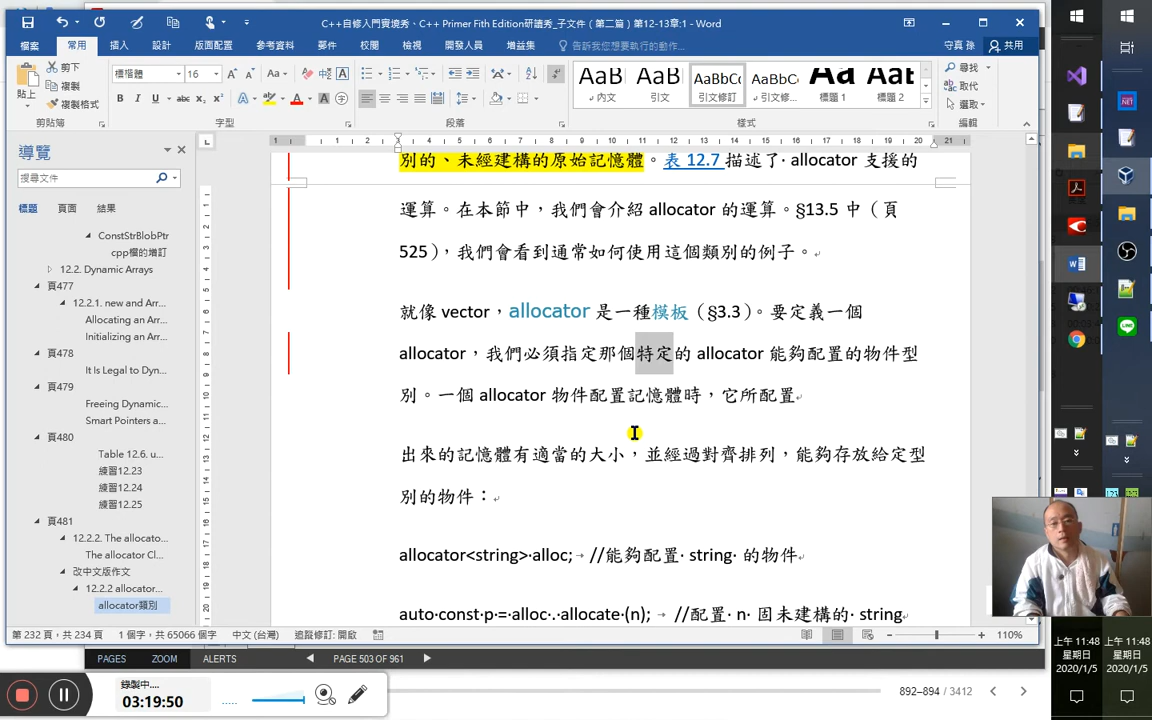 C++自修入門實境秀、C++ Primer Fith Edition研讀秀_子文件（第二篇）第12-13章:1 - Word
檔案 常用 插入 設計 版面配置 參考資料 郵件 校閱 檢視 開發人員 增益集 告訴我您想要執行的動作... 守真 孫 共用
貼上 剪下 複製 複製格式 剪貼簿
標楷體 16 字型
段落
AaB AaB AaBbCc AaBbCc AaB AaB
內文 引文 引文修訂 引文修... 標題 1 標題 2
樣式
尋找 取代 選取 編輯
導覽
搜尋文件
標題 頁面 結果
ConstStrBlobPtr
cpp檔的增訂
12.2. Dynamic Arrays
頁477
12.2.1. new and Arr...
Allocating an Arr...
Initializing an Arr...
頁478
It Is Legal to Dyn...
頁479
Freeing Dynamic...
Smart Pointers a...
頁480
Table 12.6. u...
練習12.23
練習12.24
練習12.25
頁481
12.2.2. The allocato...
The allocator Cl...
改中文版作文
12.2.2 allocator...
allocator類別
別的、未經建構的原始記憶體。表 12.7 描述了 allocator 支援的
運算。在本節中，我們會介紹 allocator 的運算。§13.5 中（頁
525），我們會看到通常如何使用這個類別的例子。
就像 vector，allocator 是一種模板（§3.3）。要定義一個
allocator，我們必須指定那個特定的 allocator 能夠配置的物件型
別。一個 allocator 物件配置記憶體時，它所配置
出來的記憶體有適當的大小，並經過對齊排列，能夠存放給定型
別的物件：
allocator<string> alloc; //能夠配置 string 的物件
auto const p = alloc . allocate (n); //配置 n 固未建構的 string
第 232 頁，共 234 頁 1 個字，共 65066 個字 中文 (台灣) 追蹤修訂: 開啟 110%
PAGES ZOOM ALERTS PAGE 503 OF 961
錄製中....
03:19:50
892–894 / 3412
上午 11:48
星期日
2020/1/5
上午 11:48
星期日
2020/1/5